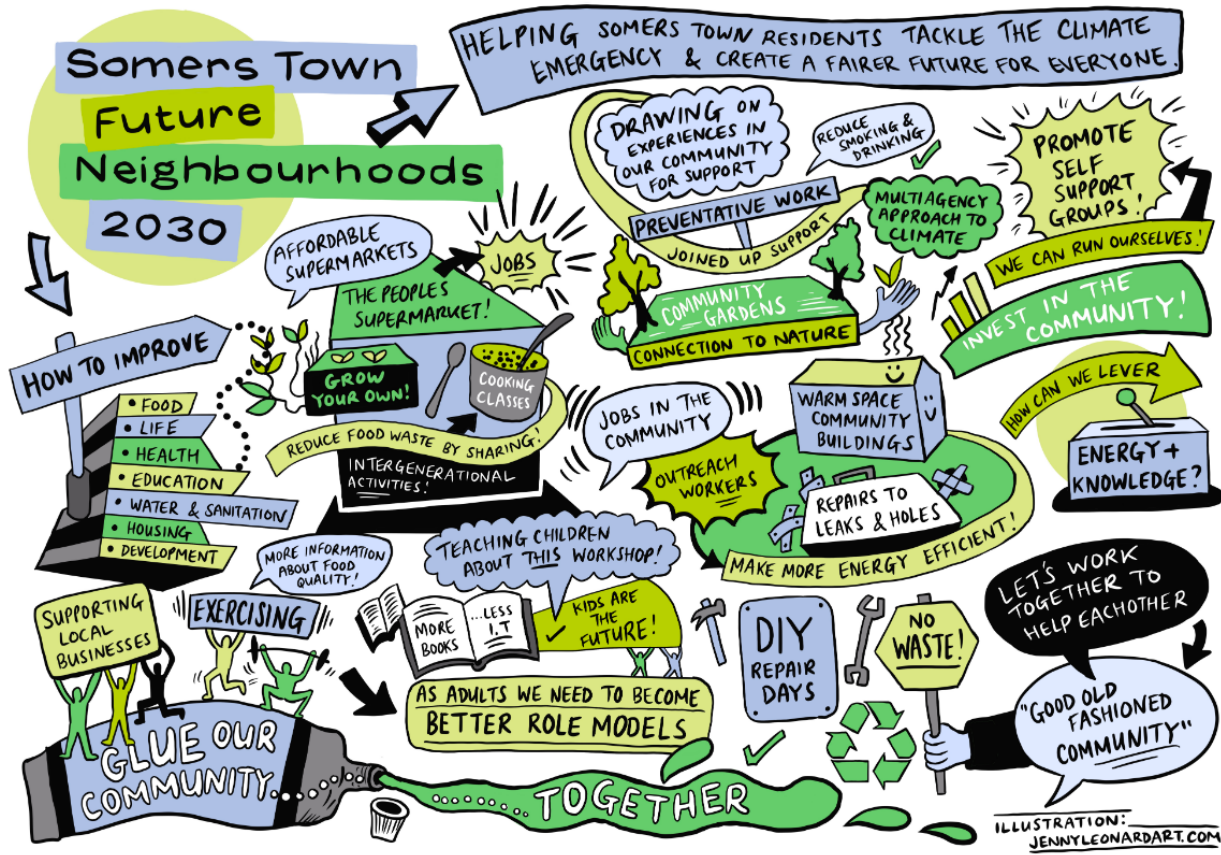 Somers Town
Future
Neighbourhoods
2030
HELPING SOMERS TOWN RESIDENTS TACKLE THE CLIMATE
EMERGENCY & CREATE A FAIRER FUTURE FOR EVERYONE.
HOW TO IMPROVE
• FOOD
• LIFE
• HEALTH
• EDUCATION
• WATER & SANITATION
• HOUSING
• DEVELOPMENT
AFFORDABLE
SUPERMARKETS
JOBS
THE PEOPLES
SUPERMARKET!
GROW
YOUR OWN!
COOKING
CLASSES
REDUCE FOOD WASTE BY SHARING!
INTERGENERATIONAL
ACTIVITIES!
DRAWING ON
EXPERIENCES IN
OUR COMMUNITY
FOR SUPPORT
REDUCE
SMOKING &
DRINKING
PREVENTATIVE WORK
JOINED UP SUPPORT
MULTIAGENCY
APPROACH TO
CLIMATE
PROMOTE
SELF
SUPPORT
GROUPS!
WE CAN RUN OURSELVES!
INVEST IN THE
COMMUNITY!
COMMUNITY
GARDENS
CONNECTION TO NATURE
HOW CAN WE LEVER
ENERGY +
KNOWLEDGE?
JOBS IN THE
COMMUNITY
OUTREACH
WORKERS
WARM SPACE
COMMUNITY
BUILDINGS
REPAIRS TO
LEAKS & HOLES
MAKE MORE ENERGY EFFICIENT!
MORE INFORMATION
ABOUT FOOD
QUALITY!
TEACHING CHILDREN
ABOUT THIS WORKSHOP!
SUPPORTING
LOCAL
BUSINESSES
EXERCISING
MORE
BOOKS
...LESS
I.T
KIDS ARE
THE
FUTURE!
AS ADULTS WE NEED TO BECOME
BETTER ROLE MODELS
DIY
REPAIR
DAYS
NO
WASTE!
LET'S WORK
TOGETHER TO
HELP EACHOTHER
"GOOD OLD
FASHIONED
COMMUNITY"
GLUE OUR
COMMUNITY...
TOGETHER
ILLUSTRATION:
JENNYLEONARDART.COM